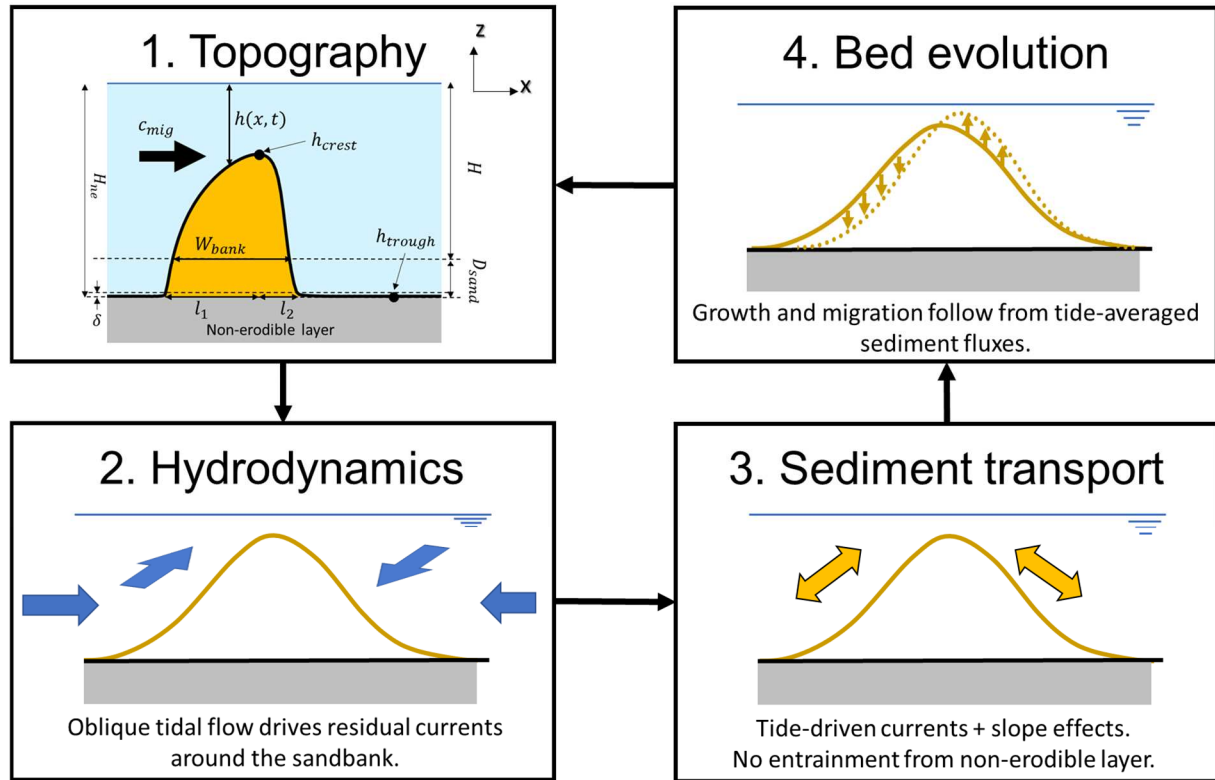 1. Topography
z
x
h(x, t)
c_mig
h_crest
H
H_ne
W_bank
h_trough
D_sand
δ
l_1
l_2
Non-erodible layer
4. Bed evolution
Growth and migration follow from tide-averaged
sediment fluxes.
2. Hydrodynamics
Oblique tidal flow drives residual currents
around the sandbank.
3. Sediment transport
Tide-driven currents + slope effects.
No entrainment from non-erodible layer.